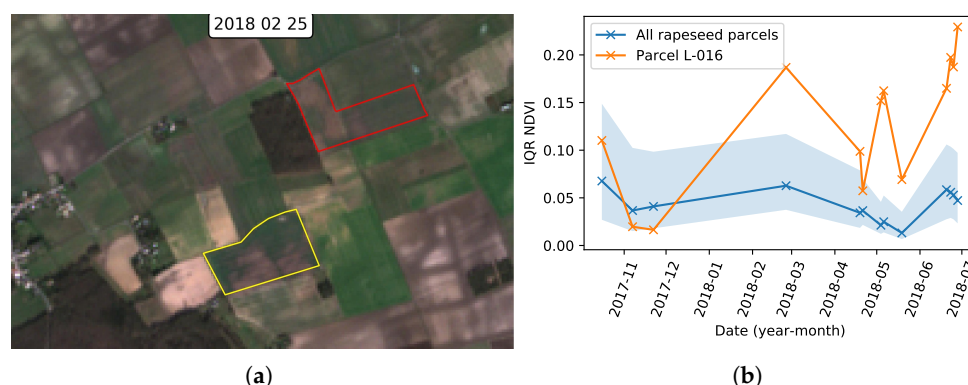 2018 02 25
All rapeseed parcels
Parcel L-016
IQR NDVI
0.20
0.15
0.10
0.05
0.00
2017-11
2017-12
2018-01
2018-02
2018-03
2018-04
2018-05
2018-06
2018-07
Date (year-month)
(a)
(b)